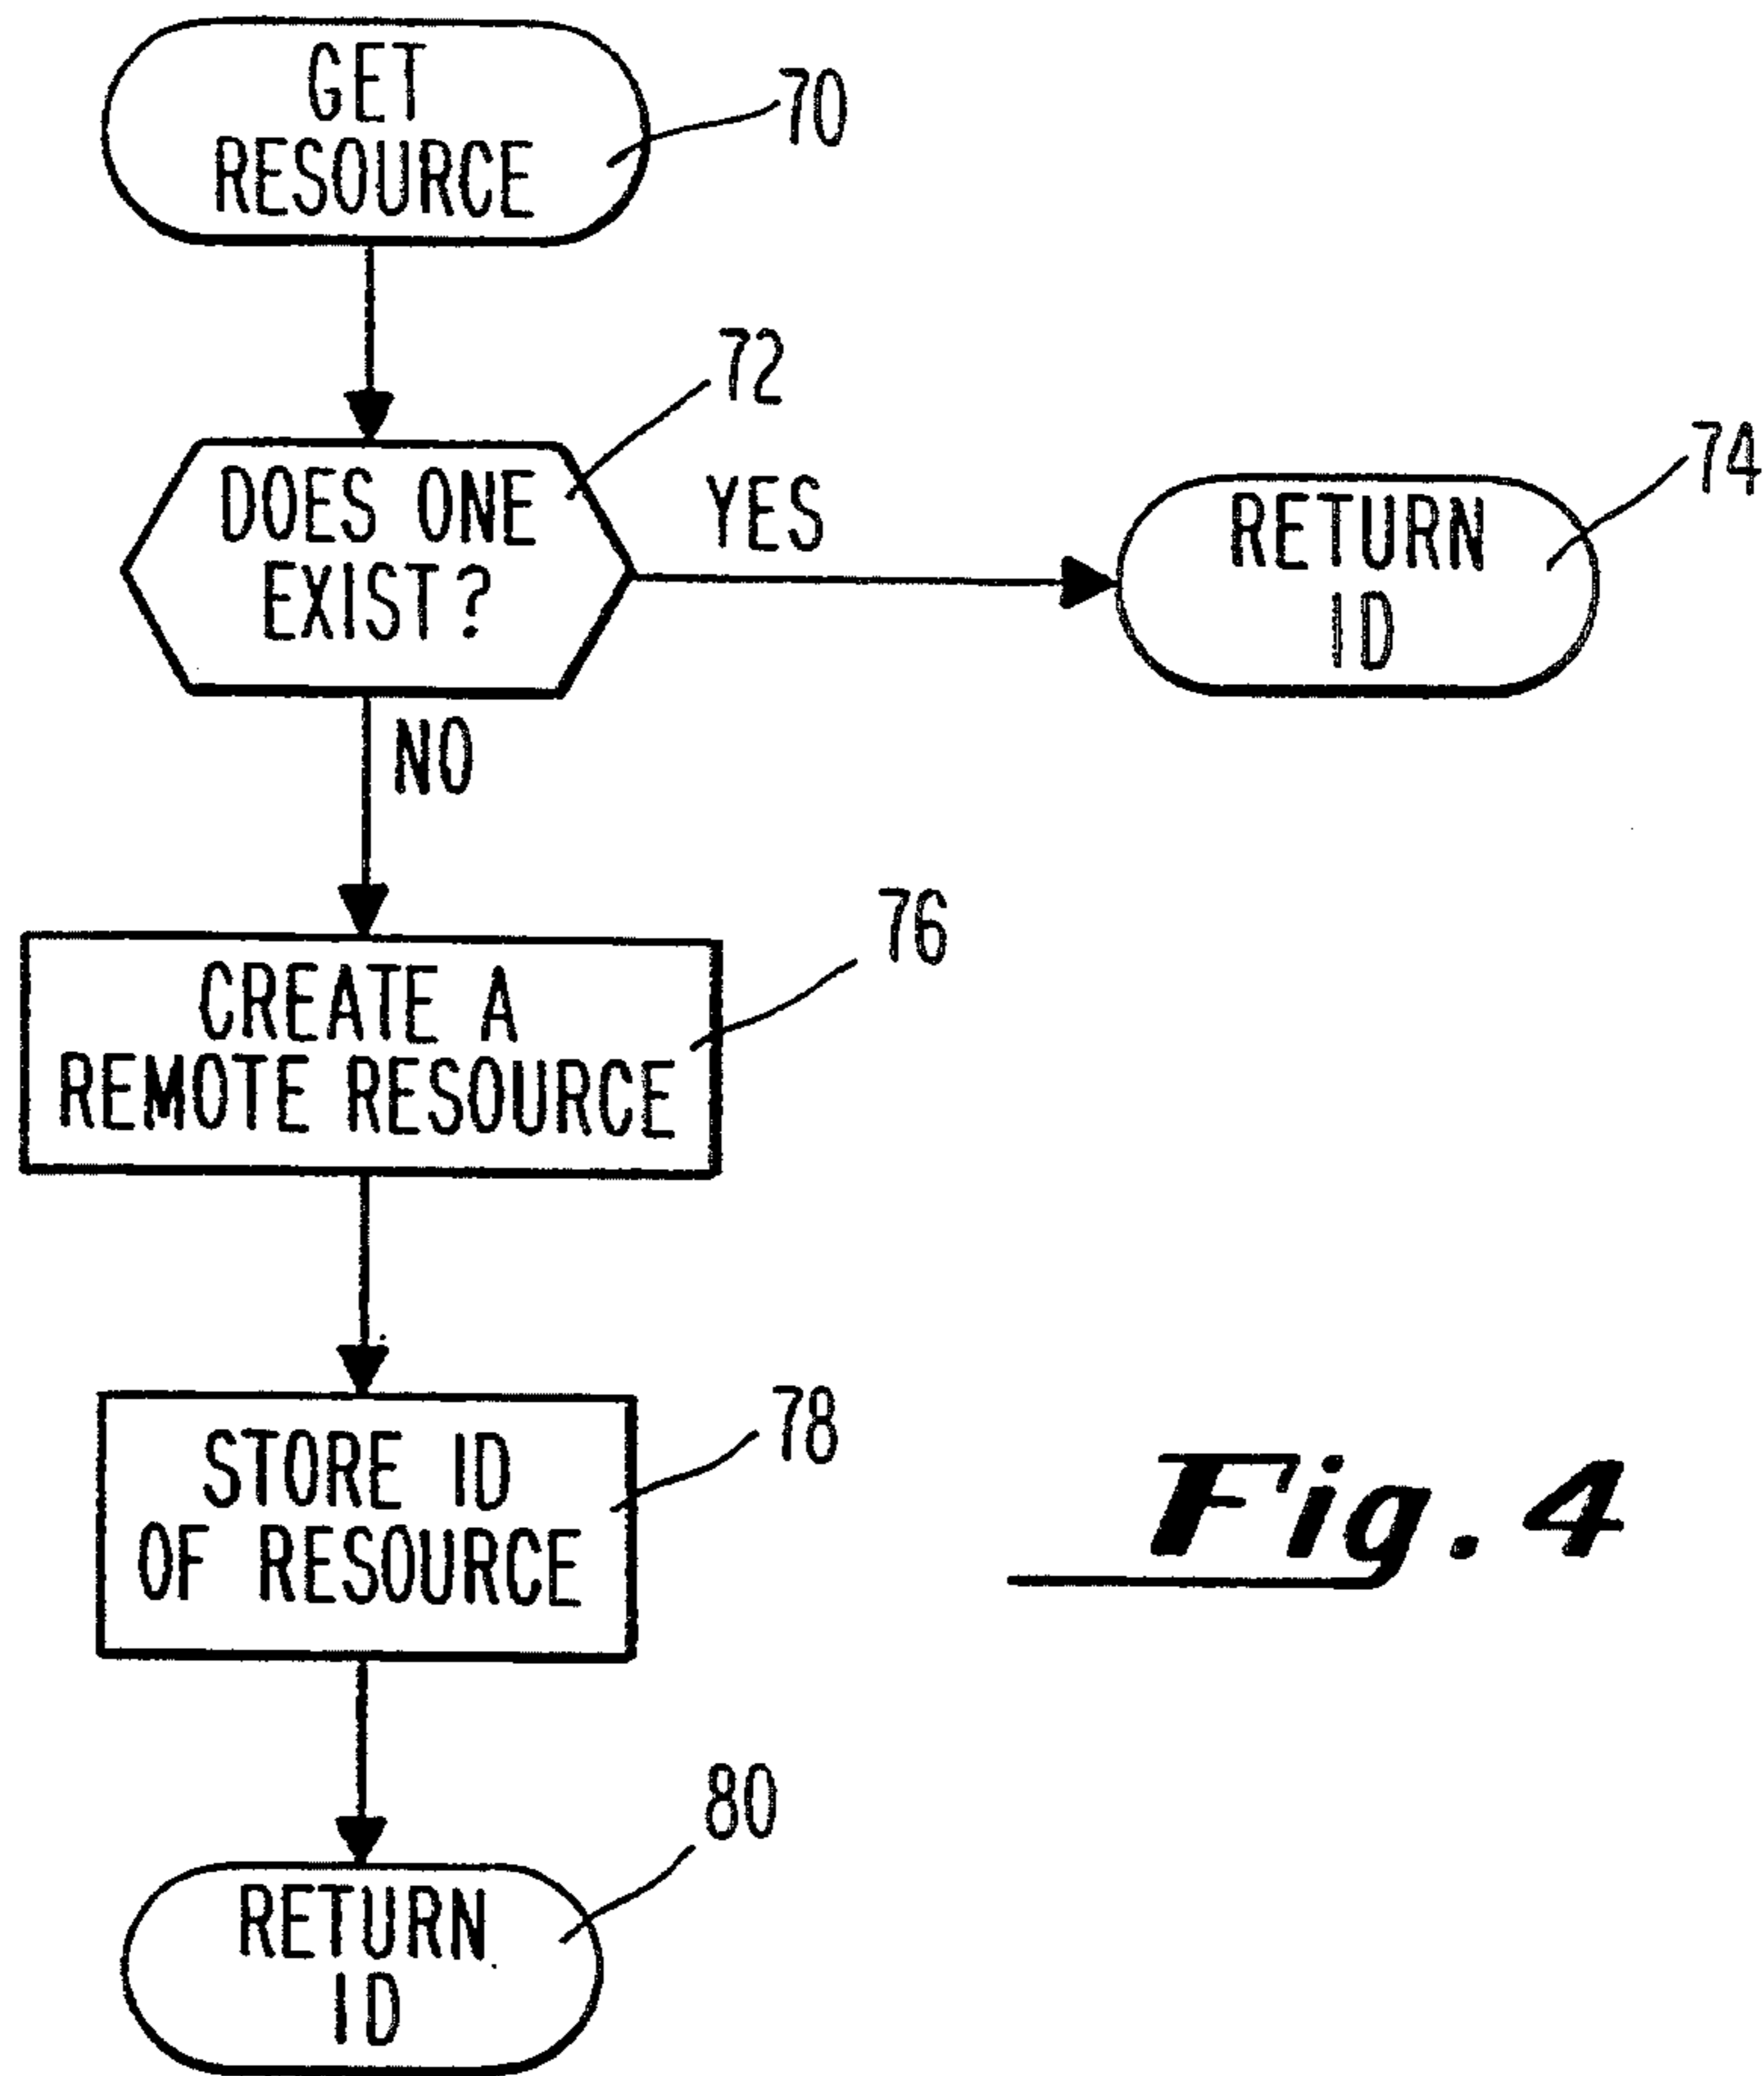 GET
RESOURCE
70
DOES ONE
EXIST?
72
YES
RETURN
ID
74
NO
CREATE A
REMOTE RESOURCE
76
STORE ID
OF RESOURCE
78
Fig. 4
RETURN
ID
80